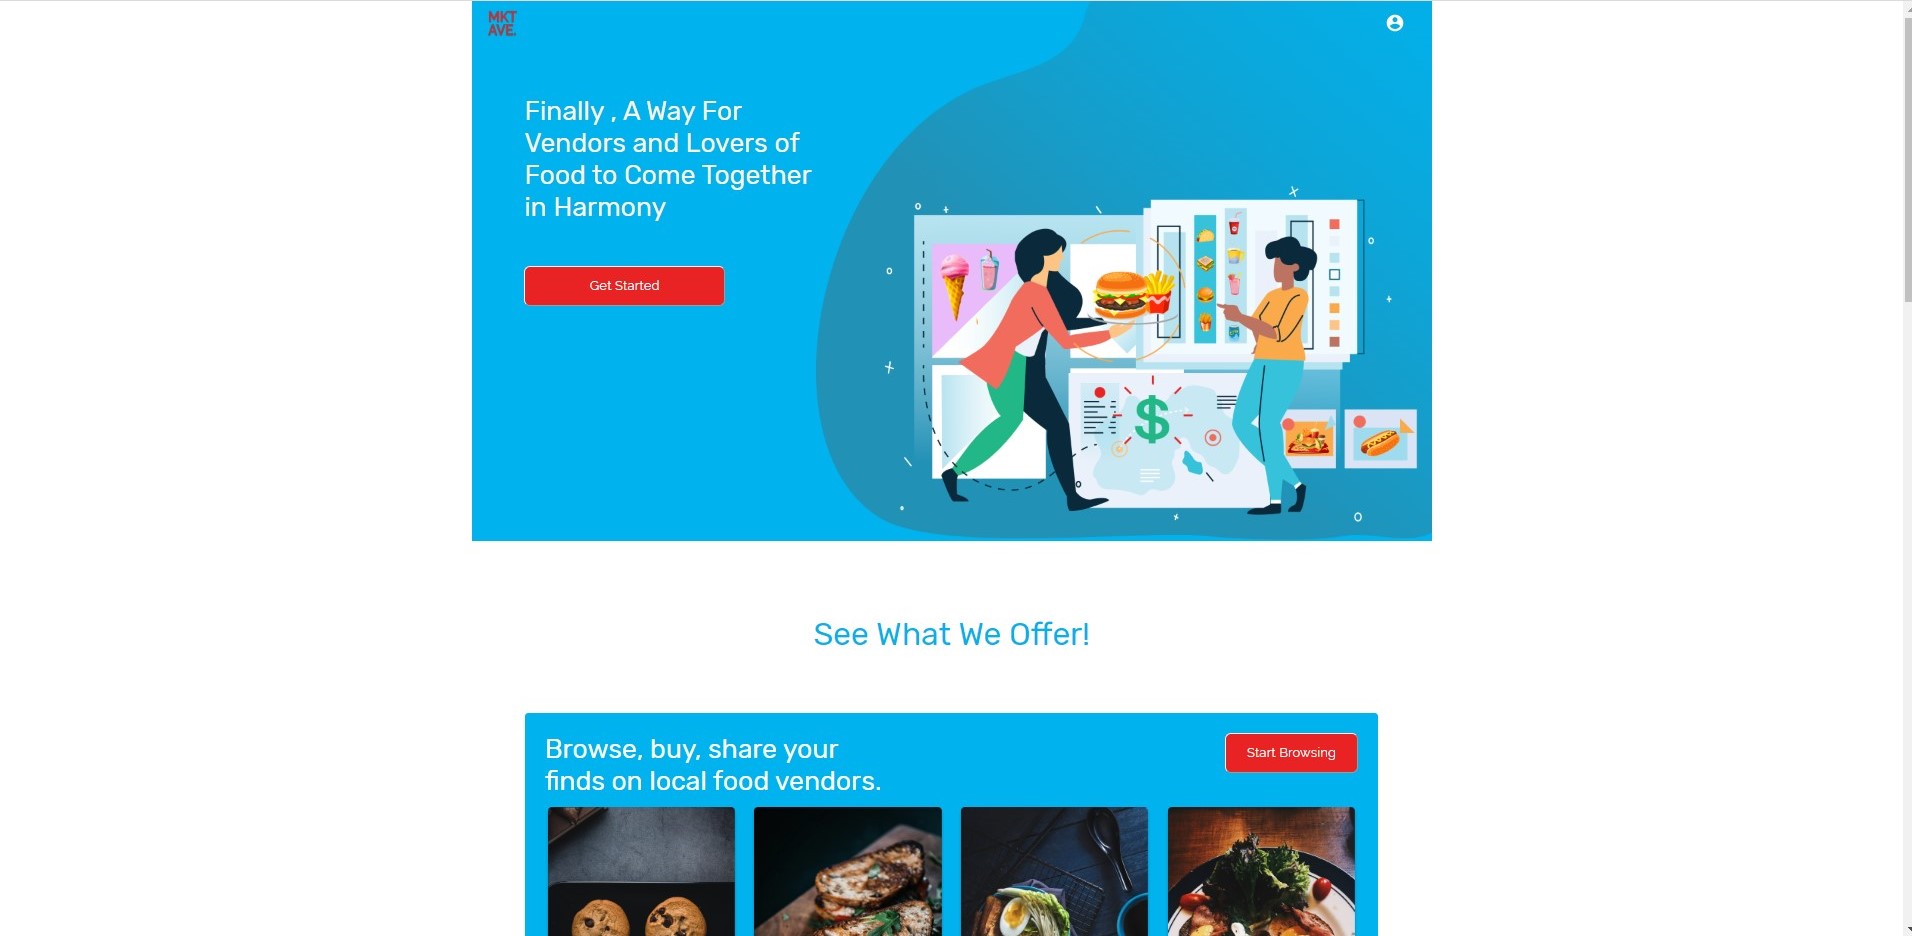 MKT
AVE.
Finally , A Way For
Vendors and Lovers of
Food to Come Together
in Harmony
Get Started
$
See What We Offer!
Browse, buy, share your
finds on local food vendors.
Start Browsing